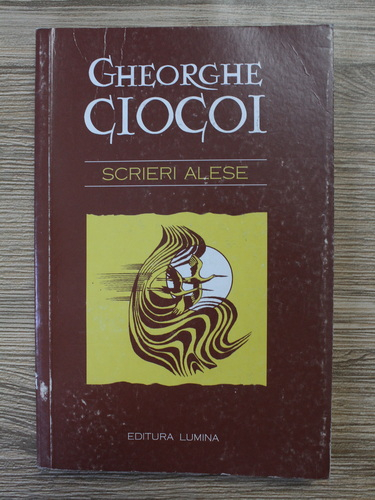 GHEORGHE
CIOCOI
SCRIERI ALESE
EDITURA LUMINA